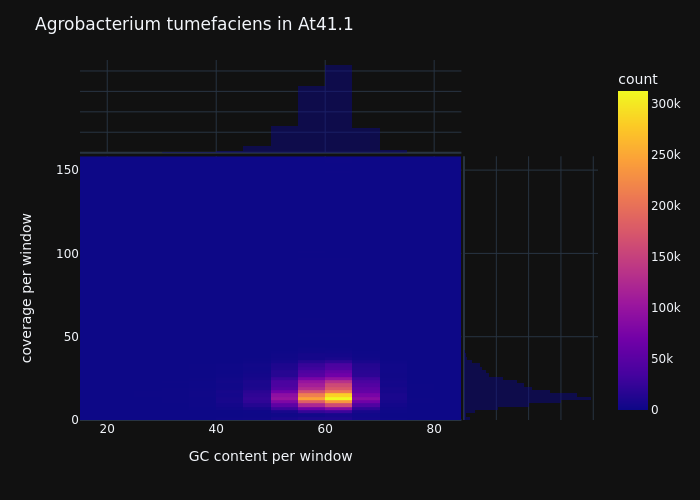 Agrobacterium tumefaciens in At41.1
count
300k
250k
200k
150k
100k
50k
0
150
100
50
0
coverage per window
20 40 60 80
GC content per window